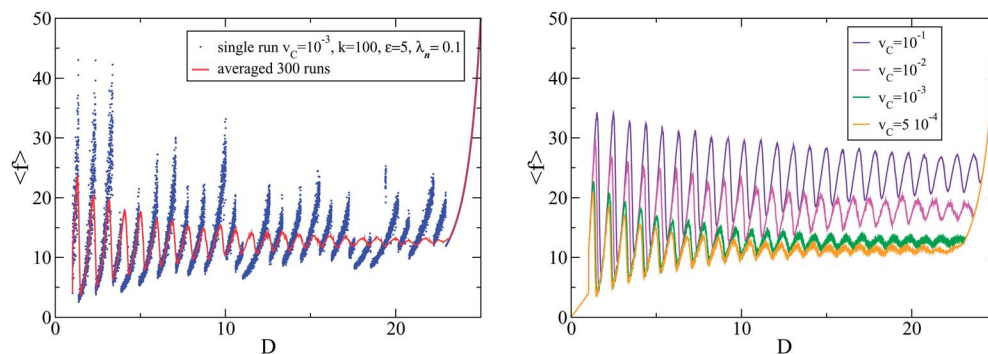 50
40
30
20
10
0
0
10
20
D
<f>
single run v_C=10^-3, k=100, ε=5, λ_n= 0.1
averaged 300 runs
50
40
30
20
10
0
0
10
20
D
<f>
v_C=10^-1
v_C=10^-2
v_C=10^-3
v_C=5 10^-4